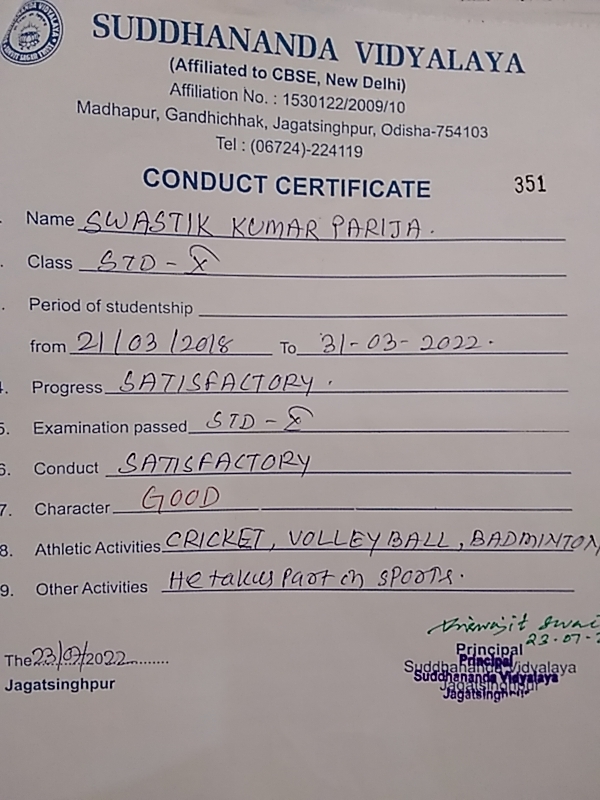 SUDDHANANDA VIDYALAYA
(Affiliated to CBSE, New Delhi)
Affiliation No. : 1530122/2009/10
Madhapur, Gandhichhak, Jagatsinghpur, Odisha-754103
Tel : (06724)-224119
CONDUCT CERTIFICATE 351
Name SWASTIK KUMAR PARIJA.
Class STD - X
Period of studentship
from 21/03/2018 To 31-03-2022.
Progress SATISFACTORY.
5. Examination passed STD - X
6. Conduct SATISFACTORY
7. Character GOOD
8. Athletic Activities CRICKET, VOLLEYBALL, BADMINTON
9. Other Activities He takes Part in sports.
23-07-
The 23/07/2022..........
Jagatsinghpur
Principal
Suddhananda Vidyalaya
Jagatsinghpur
Principal
Suddhananda Vidyalaya